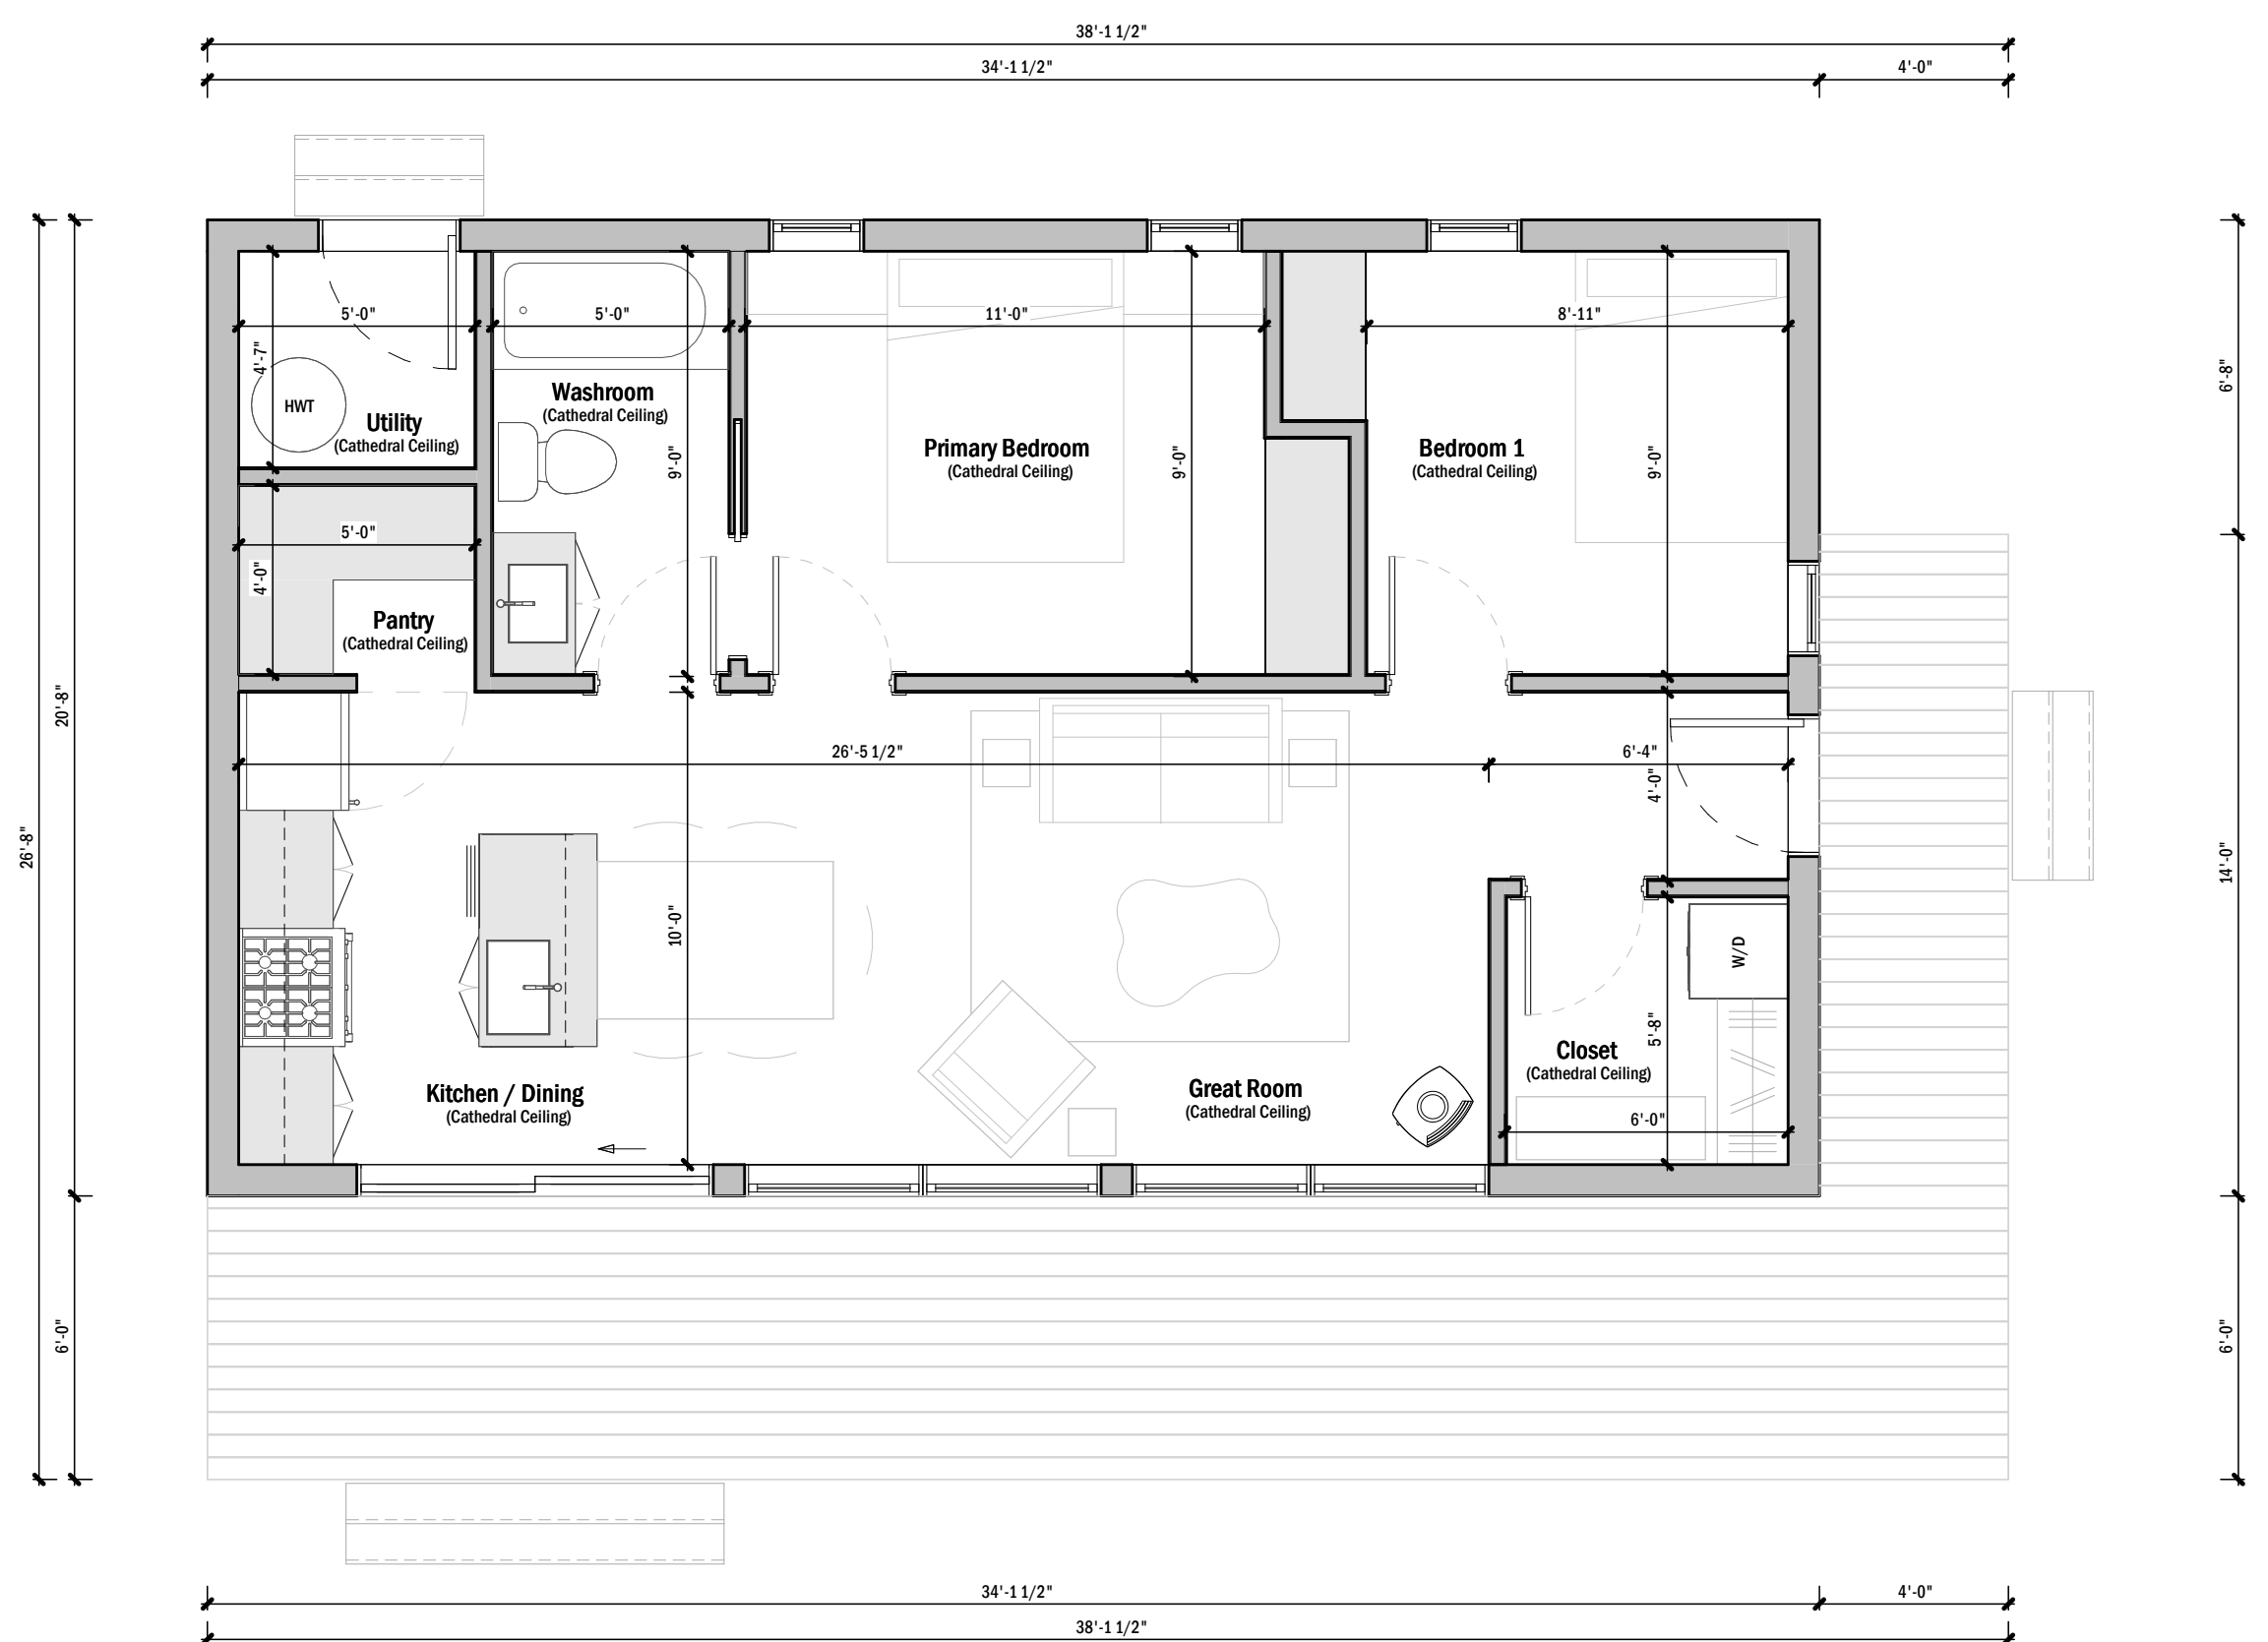 38'-1 1/2"
34'-1 1/2"
4'-0"
5'-0"
5'-0"
11'-0"
8'-11"
4'-7"
6'-8"
HWT
Utility
(Cathedral Ceiling)
Washroom
(Cathedral Ceiling)
9'-0"
Primary Bedroom
(Cathedral Ceiling)
9'-0"
Bedroom 1
(Cathedral Ceiling)
9'-0"
5'-0"
4'-0"
Pantry
(Cathedral Ceiling)
20'-8"
26'-8"
26'-5 1/2"
6'-4"
4'-0"
14'-0"
10'-0"
W/D
Closet
(Cathedral Ceiling)
5'-8"
Kitchen / Dining
(Cathedral Ceiling)
Great Room
(Cathedral Ceiling)
6'-0"
6'-0"
6'-0"
34'-1 1/2"
4'-0"
38'-1 1/2"